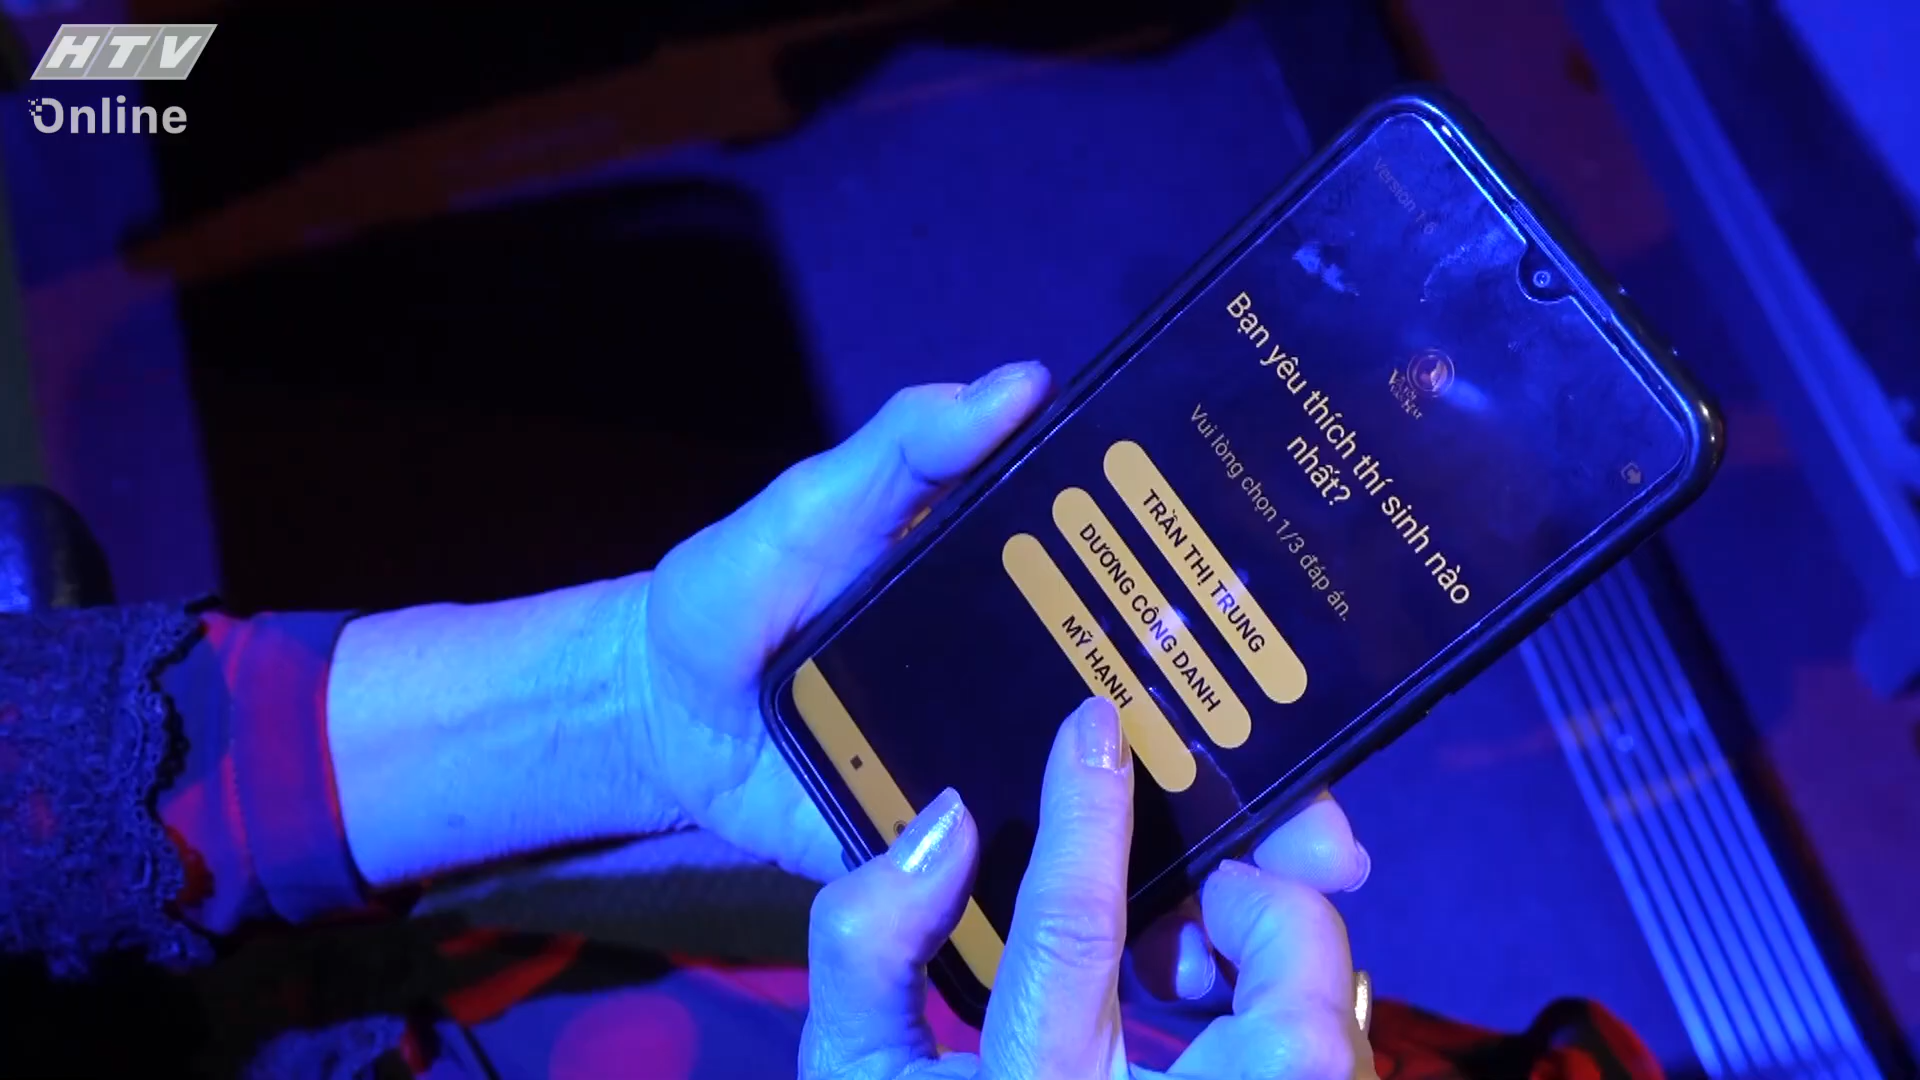 HTV
Online
Version 1.6
Bạn yêu thích thí sinh nào
nhất?
Vui lòng chọn 1/3 đáp án.
TRẦN THỊ TRUNG
DƯƠNG CÔNG DANH
MỸ HẠNH